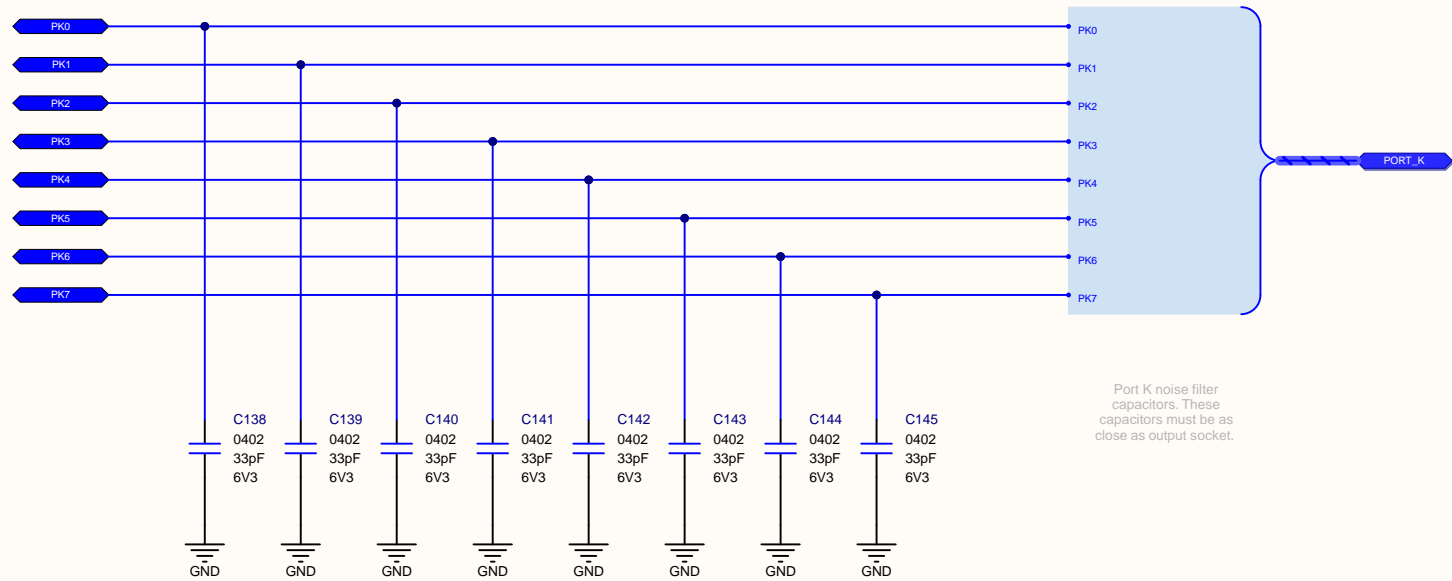 PK0
PK0
PK1
PK1
PK2
PK2
PK3
PK3
PORT_K
PK4
PK4
PK5
PK5
PK6
PK6
PK7
PK7
Port K noise filter
capacitors. These
capacitors must be as
close as output socket.
C138
0402
33pF
6V3
C139
0402
33pF
6V3
C140
0402
33pF
6V3
C141
0402
33pF
6V3
C142
0402
33pF
6V3
C143
0402
33pF
6V3
C144
0402
33pF
6V3
C145
0402
33pF
6V3
GND
GND
GND
GND
GND
GND
GND
GND